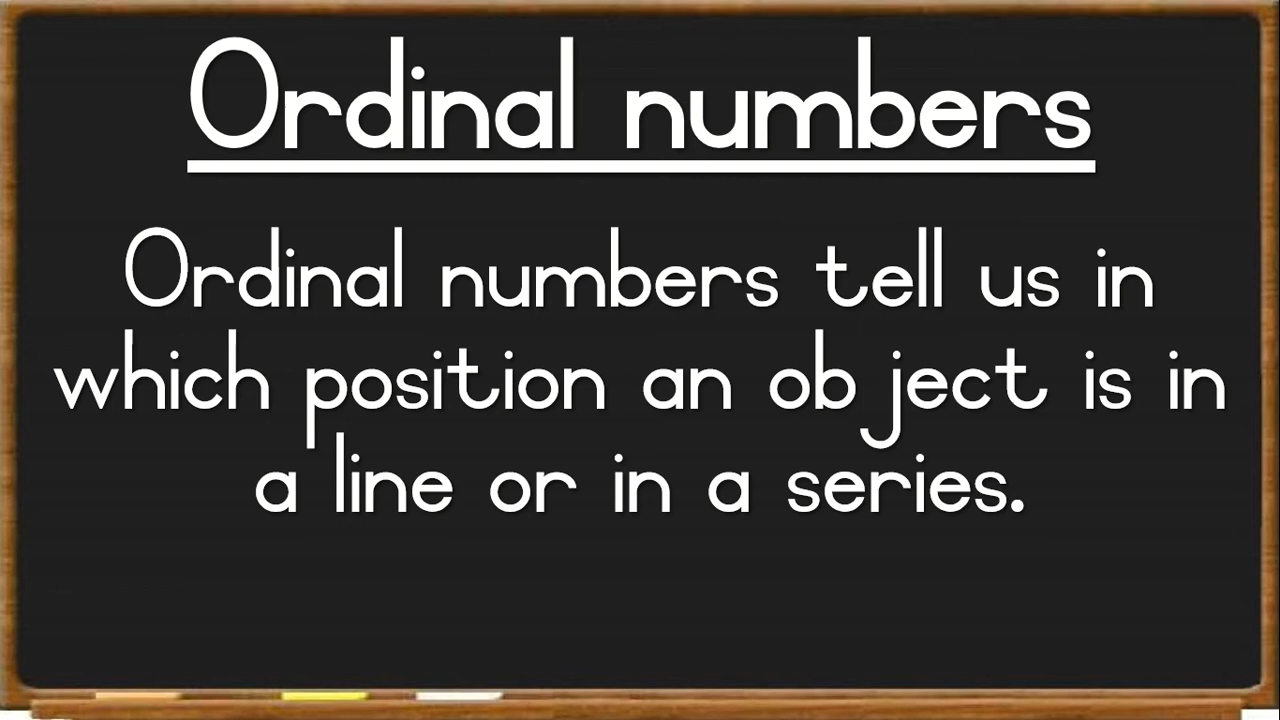 Ordinal numbers
Ordinal numbers tell us in
which position an object is in
a line or in a series.